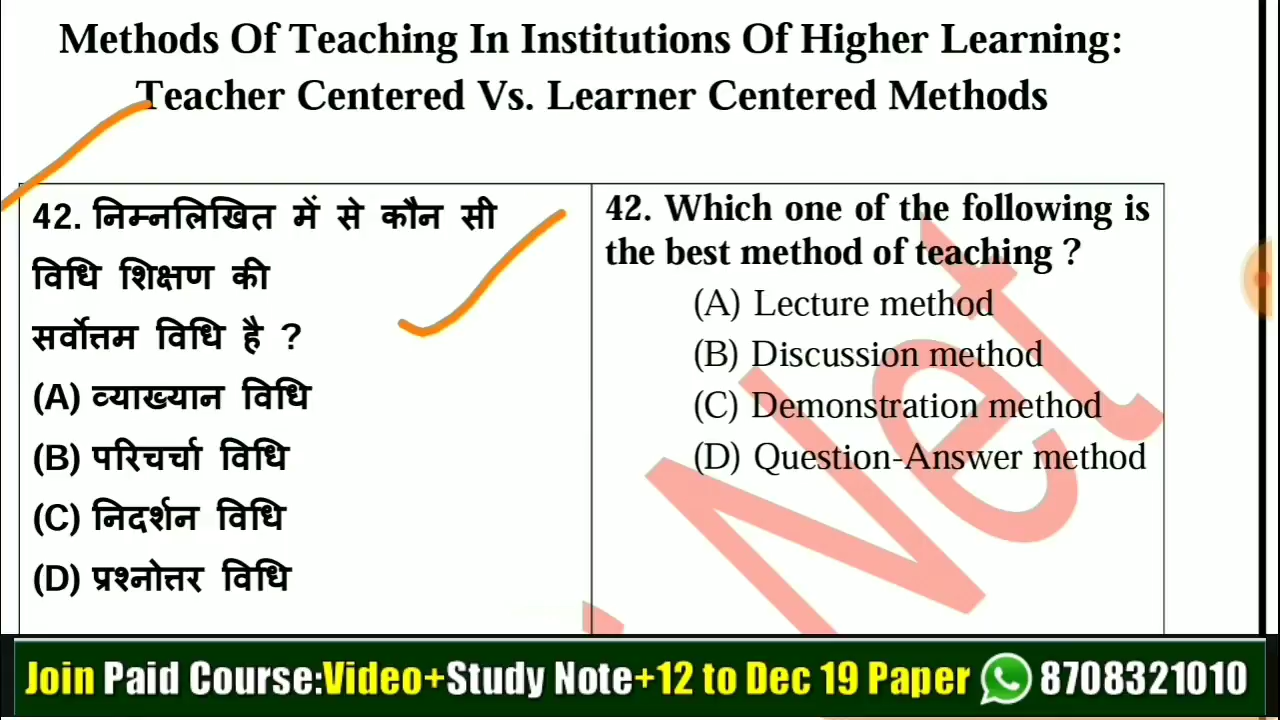 Methods Of Teaching In Institutions Of Higher Learning:
Teacher Centered Vs. Learner Centered Methods
42. निम्नलिखित में से कौन सी
विधि शिक्षण की
सर्वोत्तम विधि है ?
(A) व्याख्यान विधि
(B) परिचर्चा विधि
(C) निदर्शन विधि
(D) प्रश्नोत्तर विधि
42. Which one of the following is
the best method of teaching ?
(A) Lecture method
(B) Discussion method
(C) Demonstration method
(D) Question-Answer method
Net
Join Paid Course:Video+Study Note+12 to Dec 19 Paper 8708321010